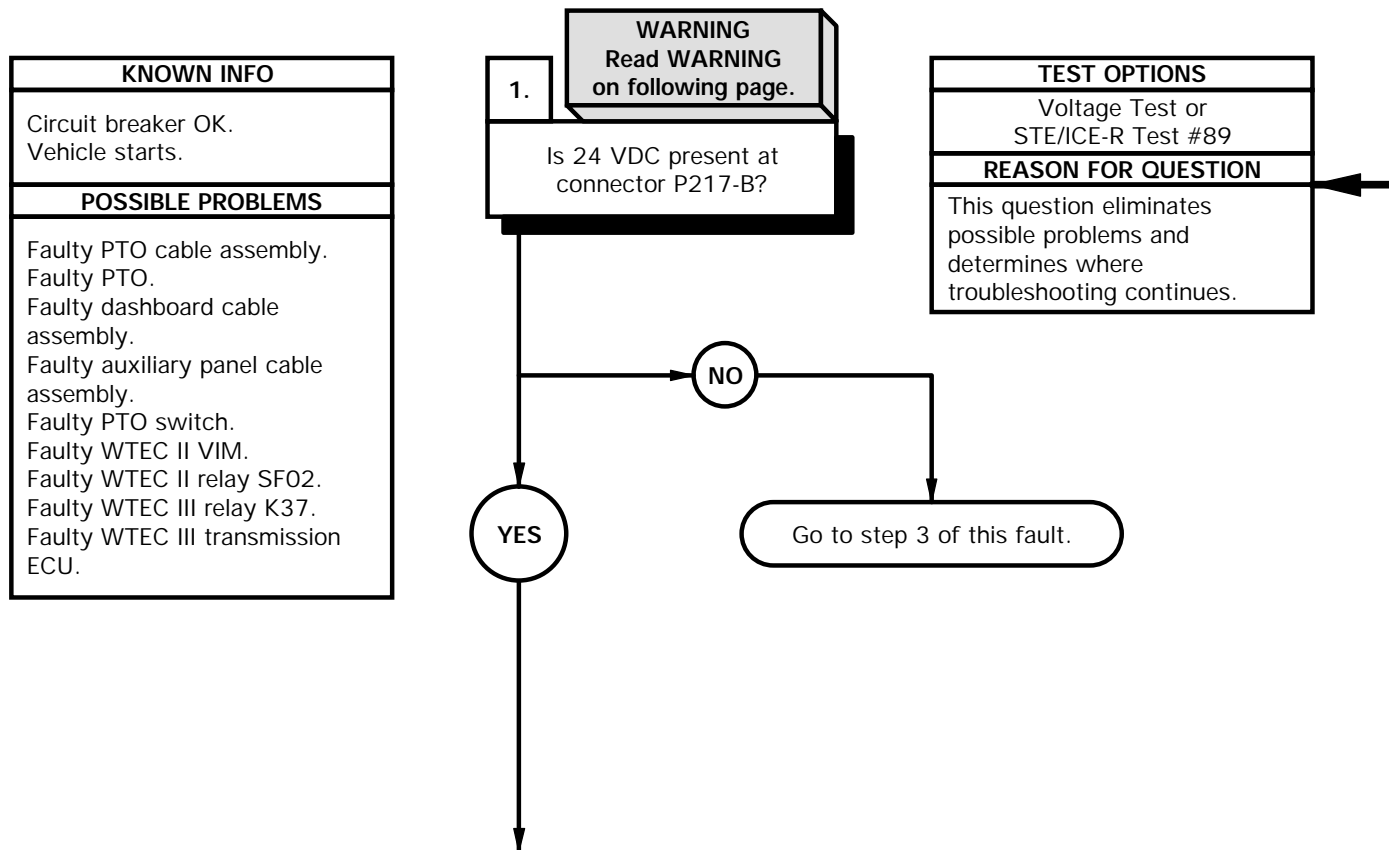 KNOWN INFO
Circuit breaker OK.
Vehicle starts.
POSSIBLE PROBLEMS
Faulty PTO cable assembly.
Faulty PTO.
Faulty dashboard cable
assembly.
Faulty auxiliary panel cable
assembly.
Faulty PTO switch.
Faulty WTEC II VIM.
Faulty WTEC II relay SF02.
Faulty WTEC III relay K37.
Faulty WTEC III transmission
ECU.
WARNING
Read WARNING
on following page.
1.
Is 24 VDC present at
connector P217-B?
NO
YES
Go to step 3 of this fault.
TEST OPTIONS
Voltage Test or
STE/ICE-R Test #89
REASON FOR QUESTION
This question eliminates
possible problems and
determines where
troubleshooting continues.